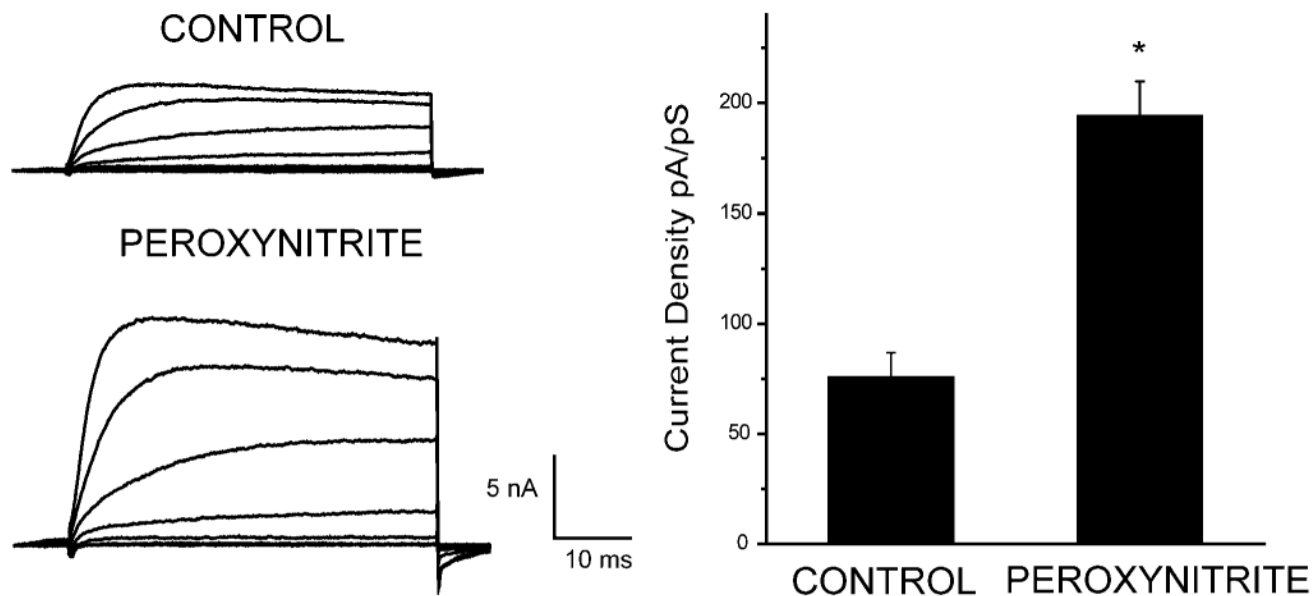 CONTROL
PEROXYNITRITE
5 nA
10 ms
Current Density pA/pS
*
200
150
100
50
0
CONTROL PEROXYNITRITE